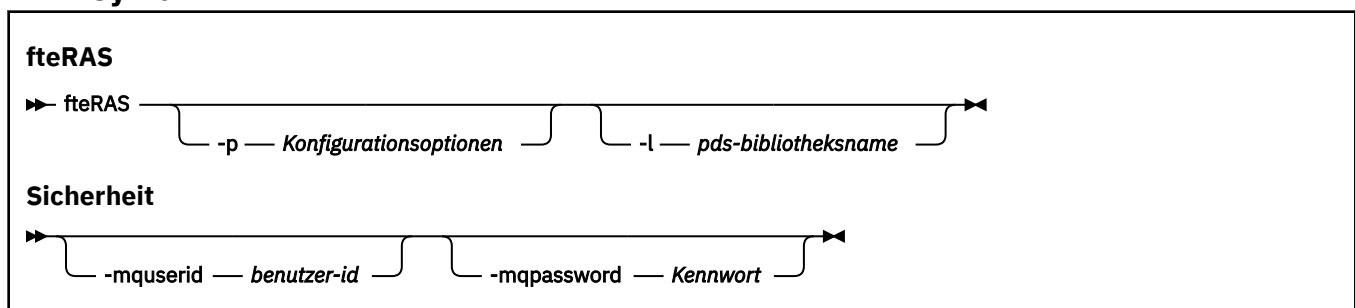 fteRAS
fteRAS
-p Konfigurationsoptionen -l pds-bibliotheksname
Sicherheit
-mquserid benutzer-id -mqpassword Kennwort